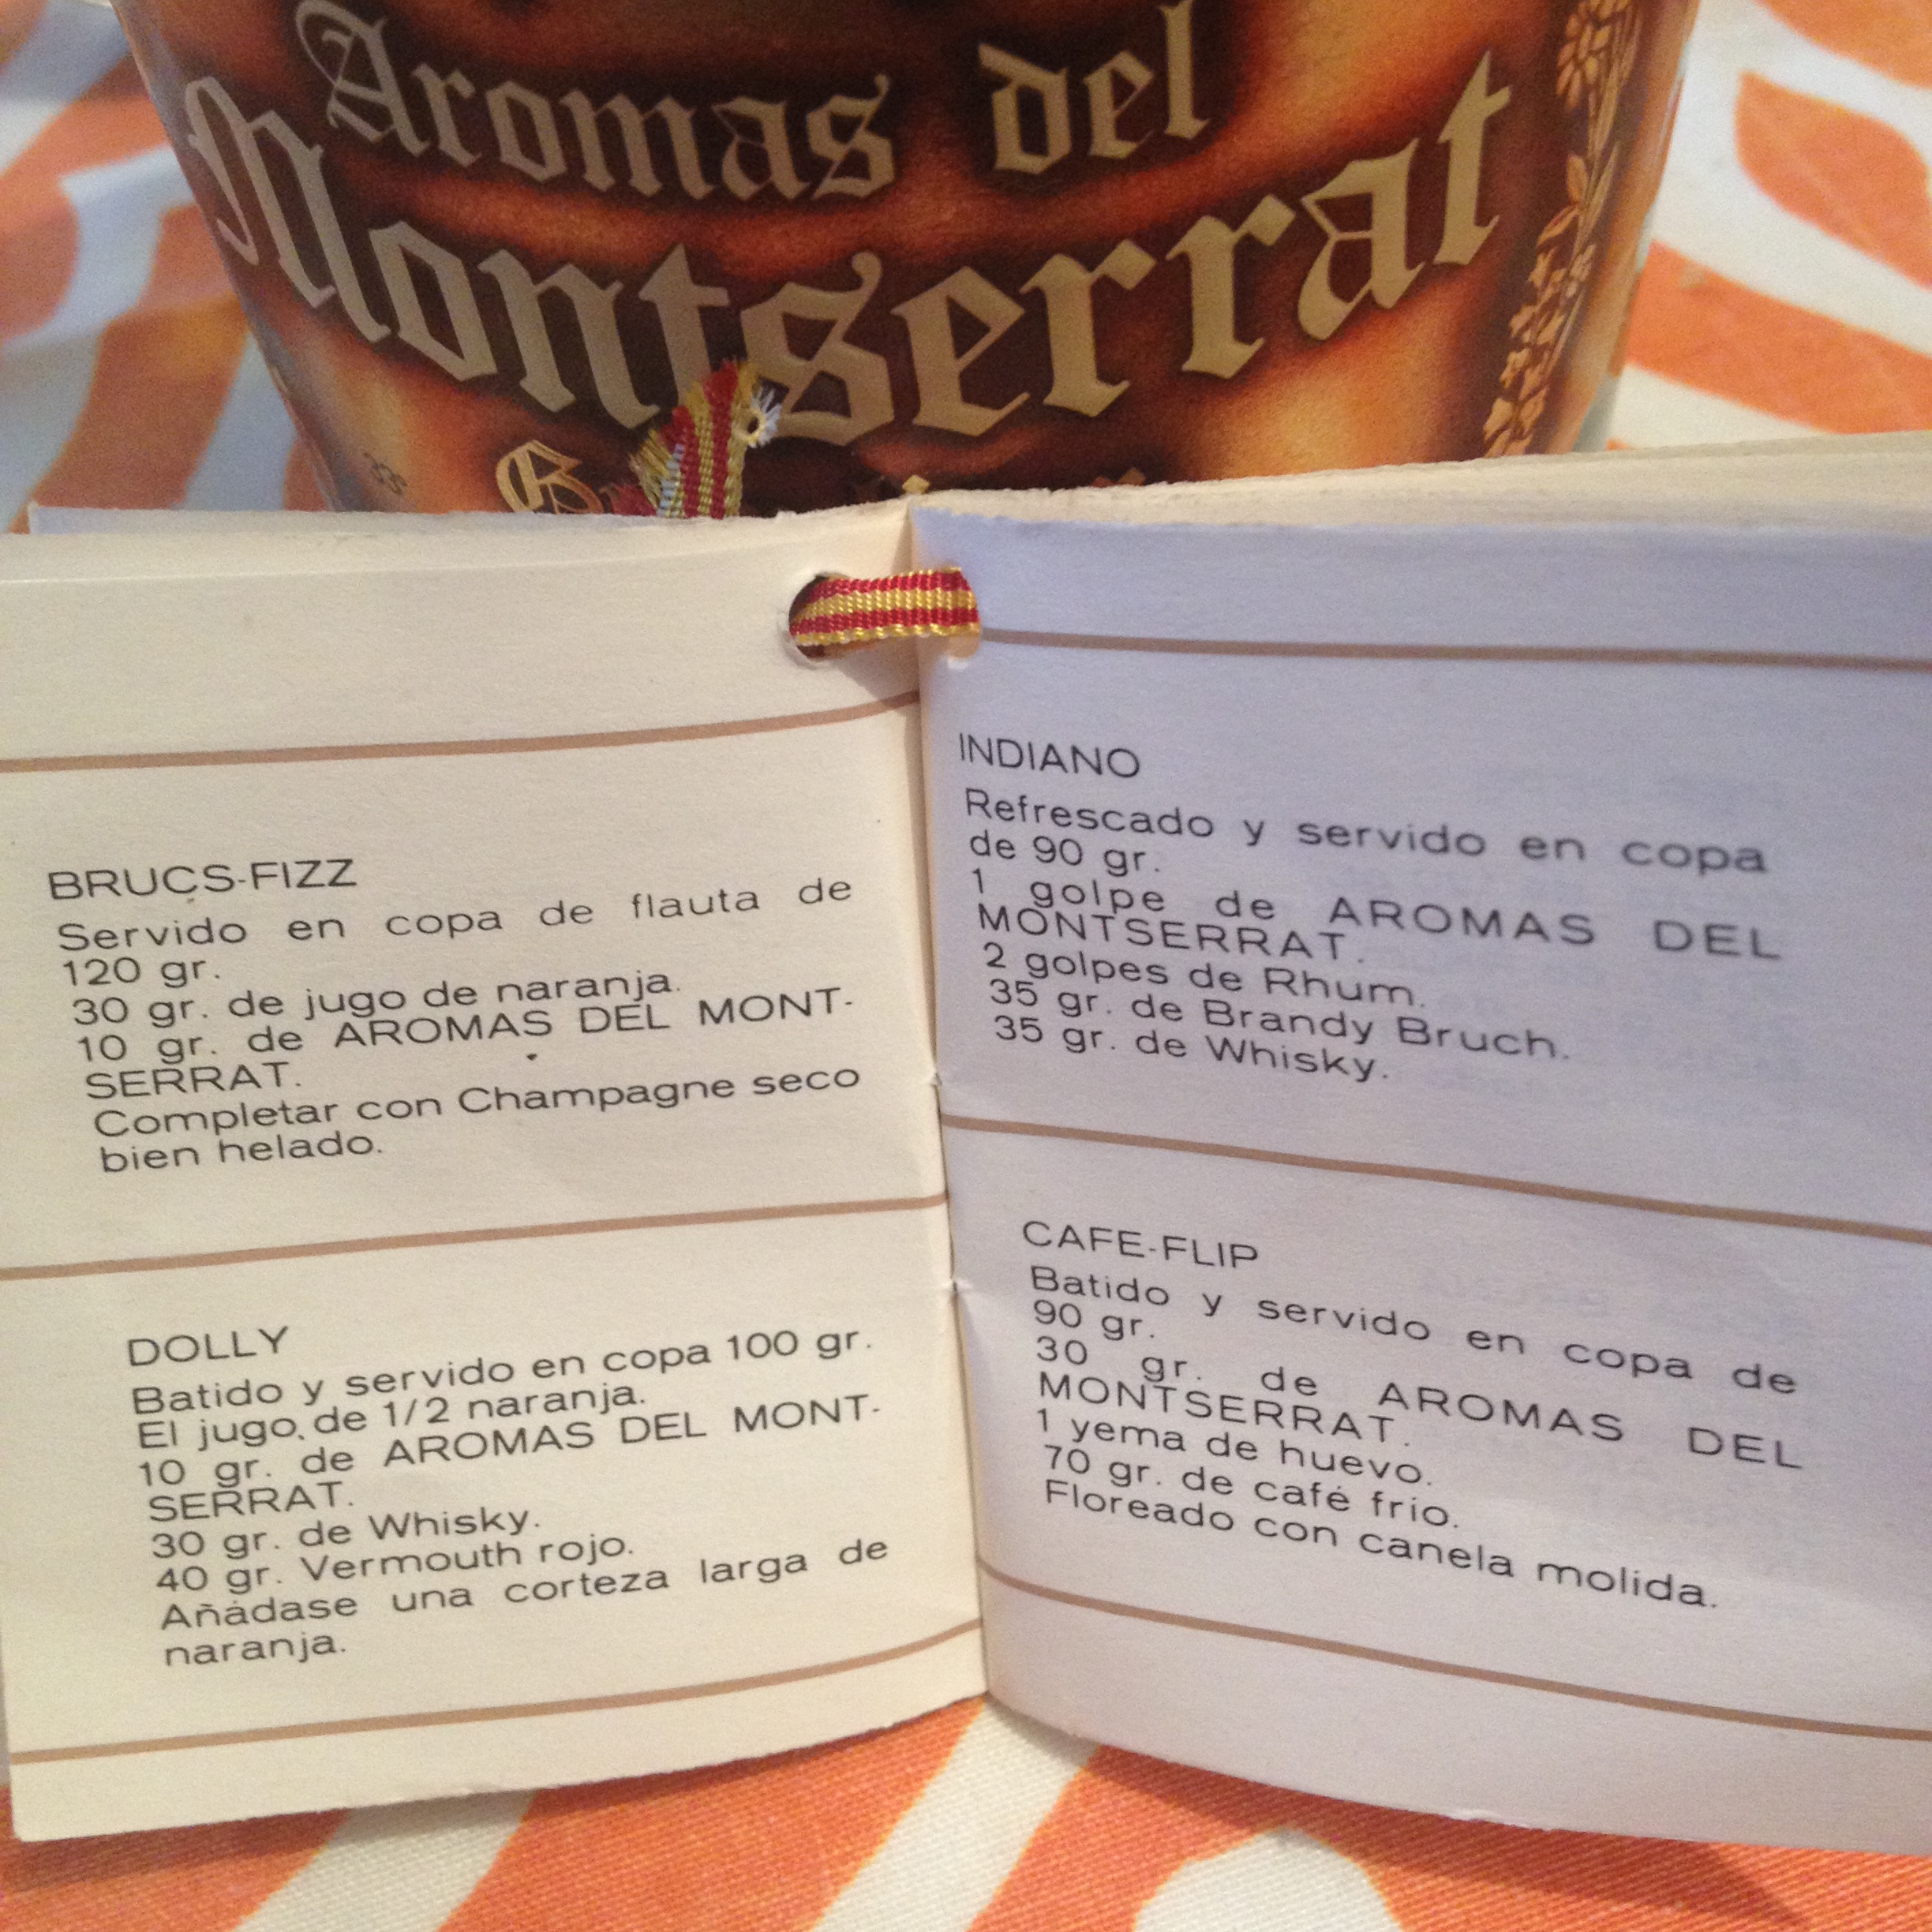 Aromas del
Montserrat
BRUCS-FIZZ
Servido en copa de flauta de
120 gr.
30 gr. de jugo de naranja.
10 gr. de AROMAS DEL MONT-
SERRAT.
Completar con Champagne seco
bien helado.
DOLLY
Batido y servido en copa 100 gr.
El jugo de 1/2 naranja.
10 gr. de AROMAS DEL MONT-
SERRAT.
30 gr. de Whisky.
40 gr. Vermouth rojo.
Añádase una corteza larga de
naranja.
INDIANO
Refrescado y servido en copa
de 90 gr.
1 golpe de AROMAS DEL
MONTSERRAT.
2 golpes de Rhum.
35 gr. de Brandy Bruch.
35 gr. de Whisky.
CAFE-FLIP
Batido y servido en copa de
90 gr.
30 gr. de AROMAS DEL
MONTSERRAT.
1 yema de huevo.
70 gr. de café frio.
Floreado con canela molida.